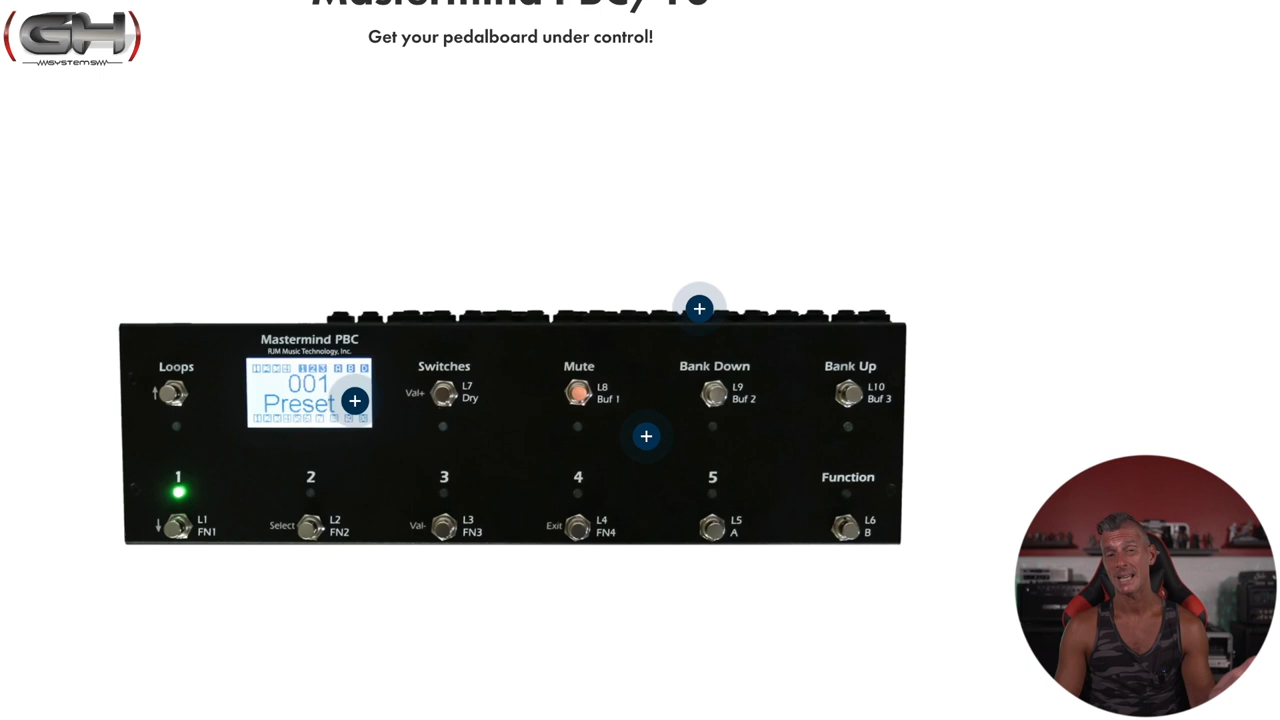 GH
SYSTEMS
Get your pedalboard under control!
Mastermind PBC
RJM Music Technology, Inc.
Loops
Switches
Mute
Bank Down
Bank Up
001
Preset
Val+
L7
Dry
L8
Buf 1
L9
Buf 2
L10
Buf 3
1
2
3
4
5
Function
L1
FN1
Select
L2
FN2
Val-
L3
FN3
Exit
L4
FN4
L5
A
L6
B